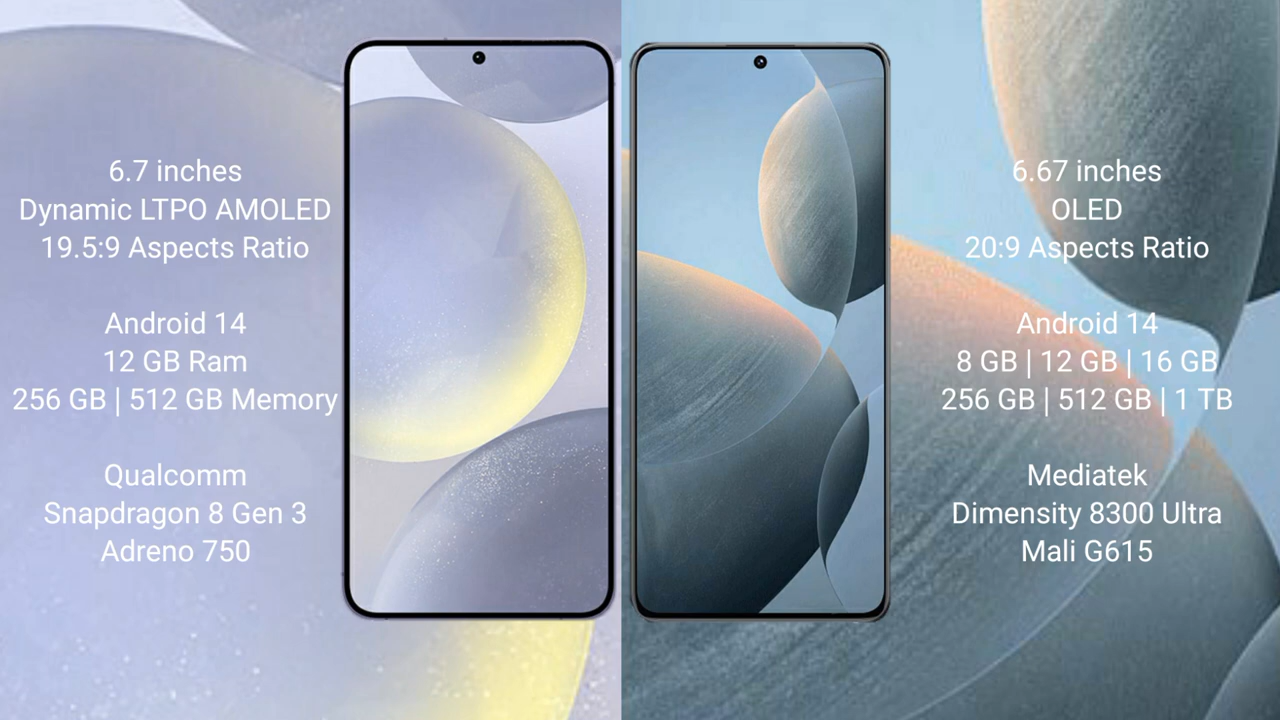 6.7 inches
Dynamic LTPO AMOLED
19.5:9 Aspects Ratio
Android 14
12 GB Ram
256 GB | 512 GB Memory
Qualcomm
Snapdragon 8 Gen 3
Adreno 750
6.67 inches
OLED
20:9 Aspects Ratio
Android 14
8 GB | 12 GB | 16 GB
256 GB | 512 GB | 1 TB
Mediatek
Dimensity 8300 Ultra
Mali G615